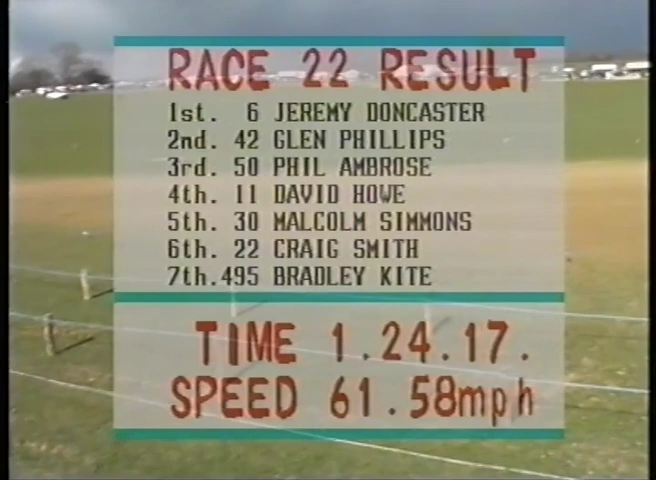 RACE 22 RESULT
1st. 6 JEREMY DONCASTER
2nd. 42 GLEN PHILLIPS
3rd. 50 PHIL AMBROSE
4th. 11 DAVID HOWE
5th. 30 MALCOLM SIMMONS
6th. 22 CRAIG SMITH
7th.495 BRADLEY KITE
TIME 1.24.17.
SPEED 61.58mph